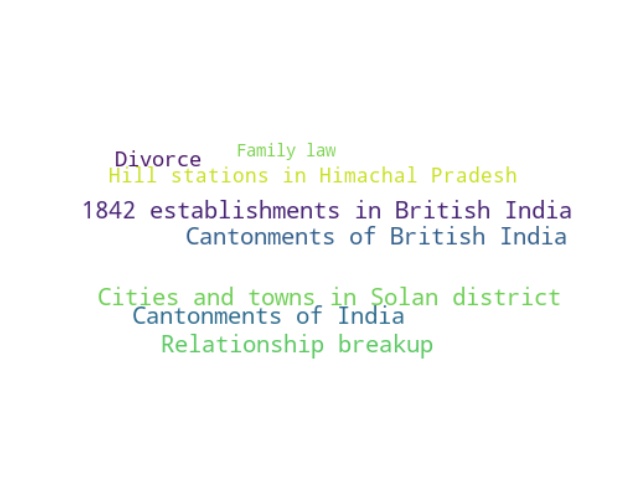 Family law
Divorce
Hill stations in Himachal Pradesh
1842 establishments in British India
Cantonments of British India
Cities and towns in Solan district
Cantonments of India
Relationship breakup